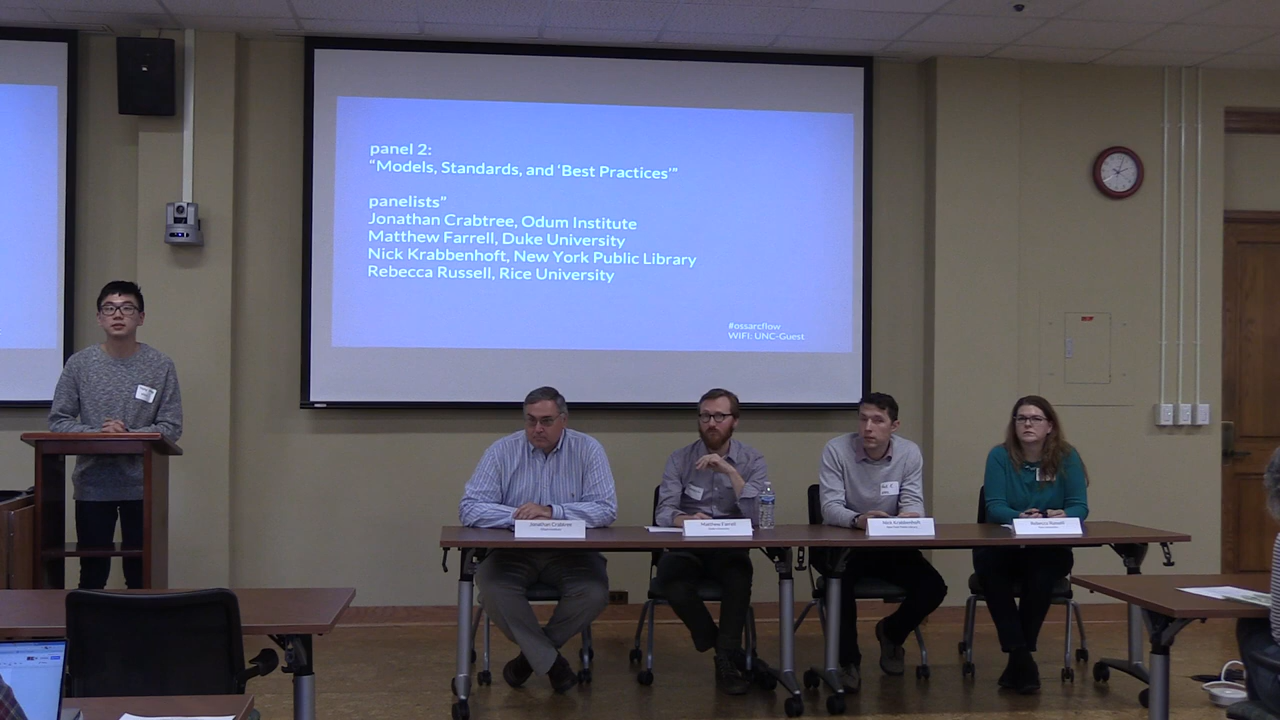 panel 2:
"Models, Standards, and 'Best Practices'"
panelists"
Jonathan Crabtree, Odum Institute
Matthew Farrell, Duke University
Nick Krabbenhoft, New York Public Library
Rebecca Russell, Rice University
#ossarcflow
WIFI: UNC-Guest
Jonathan Crabtree
Matthew Farrell
Nick Krabbenhoft
Rebecca Russell